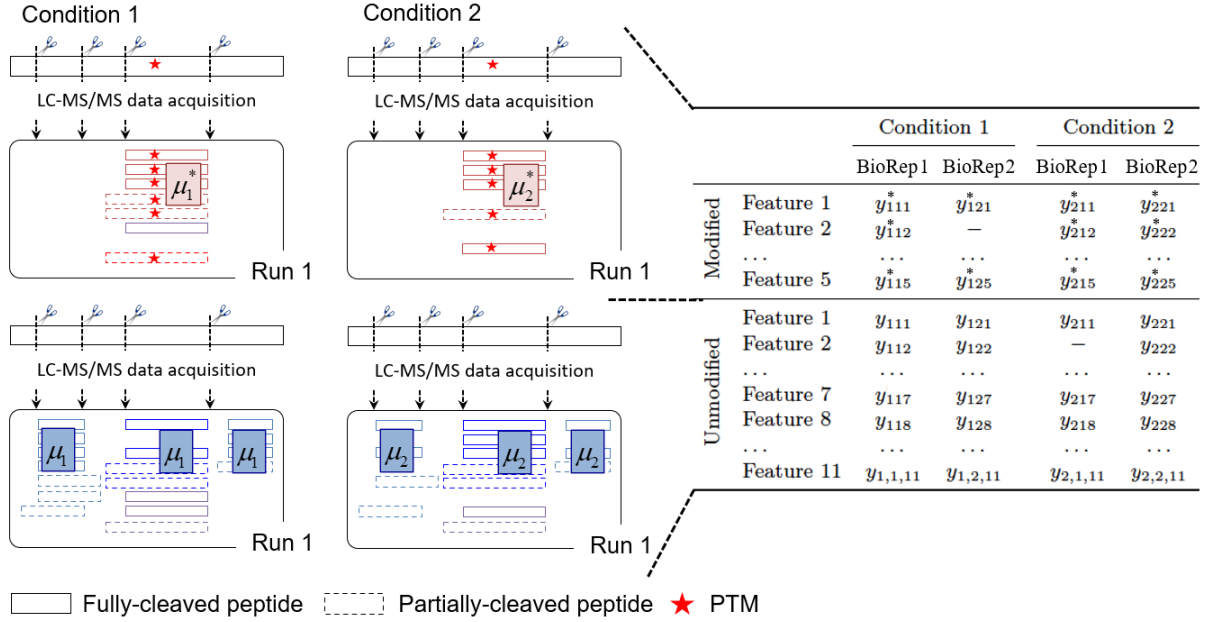 Condition 1
Condition 2
LC-MS/MS data acquisition
LC-MS/MS data acquisition
μ₁*
μ₂*
Run 1
Run 1
LC-MS/MS data acquisition
LC-MS/MS data acquisition
μ₁ μ₁ μ₁
μ₂ μ₂ μ₂
Run 1
Run 1
Fully-cleaved peptide Partially-cleaved peptide PTM
Condition 1 Condition 2
BioRep1 BioRep2 BioRep1 BioRep2
Modified
Feature 1 y*₁₁₁ y*₁₂₁ y*₂₁₁ y*₂₂₁
Feature 2 y*₁₁₂ – y*₂₁₂ y*₂₂₂
... ... ... ... ...
Feature 5 y*₁₁₅ y*₁₂₅ y*₂₁₅ y*₂₂₅
Unmodified
Feature 1 y₁₁₁ y₁₂₁ y₂₁₁ y₂₂₁
Feature 2 y₁₁₂ y₁₂₂ – y₂₂₂
... ... ... ... ...
Feature 7 y₁₁₇ y₁₂₇ y₂₁₇ y₂₂₇
Feature 8 y₁₁₈ y₁₂₈ y₂₁₈ y₂₂₈
... ... ... ... ...
Feature 11 y₁,₁,₁₁ y₁,₂,₁₁ y₂,₁,₁₁ y₂,₂,₁₁